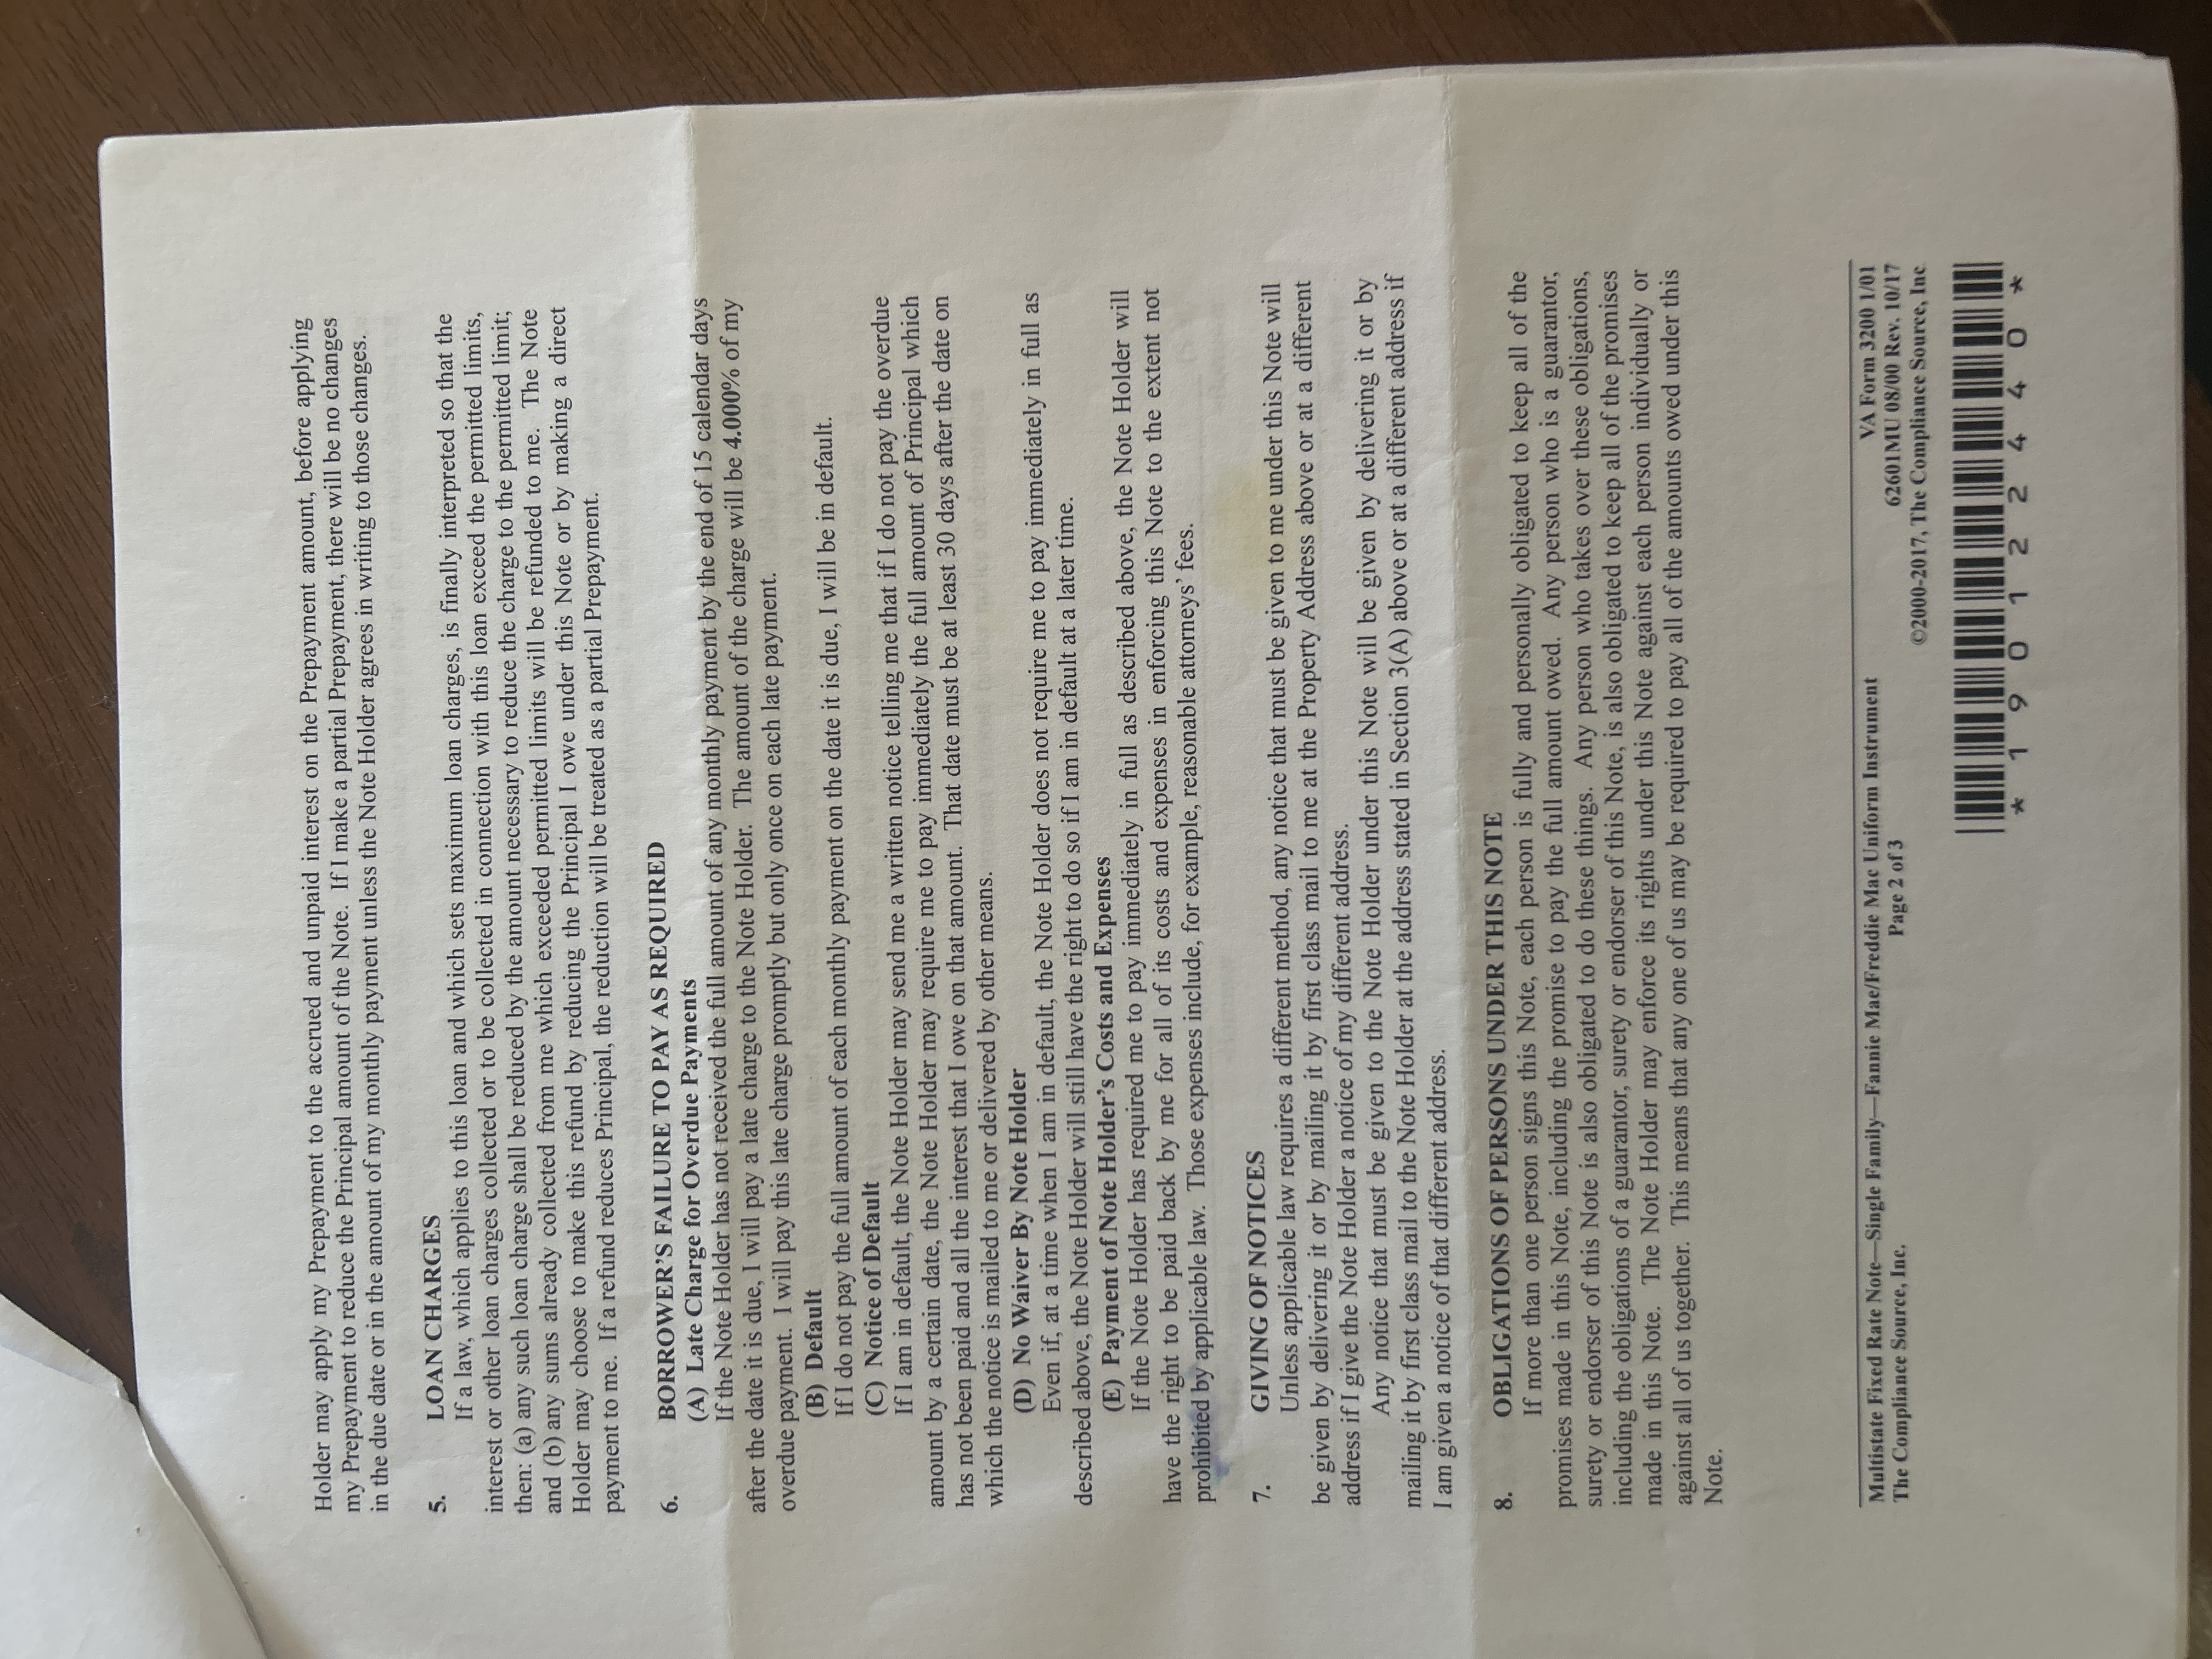 Holder may apply my Prepayment to the accrued and unpaid interest on the Prepayment amount, before applying
my Prepayment to reduce the Principal amount of the Note. If I make a partial Prepayment, there will be no changes
in the due date or in the amount of my monthly payment unless the Note Holder agrees in writing to those changes.
5. LOAN CHARGES
If a law, which applies to this loan and which sets maximum loan charges, is finally interpreted so that the
interest or other loan charges collected or to be collected in connection with this loan exceed the permitted limits,
then: (a) any such loan charge shall be reduced by the amount necessary to reduce the charge to the permitted limit;
and (b) any sums already collected from me which exceeded permitted limits will be refunded to me. The Note
Holder may choose to make this refund by reducing the Principal I owe under this Note or by making a direct
payment to me. If a refund reduces Principal, the reduction will be treated as a partial Prepayment.
6. BORROWER'S FAILURE TO PAY AS REQUIRED
(A) Late Charge for Overdue Payments
If the Note Holder has not received the full amount of any monthly payment by the end of 15 calendar days
after the date it is due, I will pay a late charge to the Note Holder. The amount of the charge will be 4.000% of my
overdue payment. I will pay this late charge promptly but only once on each late payment.
(B) Default
If I do not pay the full amount of each monthly payment on the date it is due, I will be in default.
(C) Notice of Default
If I am in default, the Note Holder may send me a written notice telling me that if I do not pay the overdue
amount by a certain date, the Note Holder may require me to pay immediately the full amount of Principal which
has not been paid and all the interest that I owe on that amount. That date must be at least 30 days after the date on
which the notice is mailed to me or delivered by other means.
(D) No Waiver By Note Holder
Even if, at a time when I am in default, the Note Holder does not require me to pay immediately in full as
described above, the Note Holder will still have the right to do so if I am in default at a later time.
(E) Payment of Note Holder's Costs and Expenses
If the Note Holder has required me to pay immediately in full as described above, the Note Holder will
have the right to be paid back by me for all of its costs and expenses in enforcing this Note to the extent not
prohibited by applicable law. Those expenses include, for example, reasonable attorneys' fees.
7. GIVING OF NOTICES
Unless applicable law requires a different method, any notice that must be given to me under this Note will
be given by delivering it or by mailing it by first class mail to me at the Property Address above or at a different
address if I give the Note Holder a notice of my different address.
Any notice that must be given to the Note Holder under this Note will be given by delivering it or by
mailing it by first class mail to the Note Holder at the address stated in Section 3(A) above or at a different address if
I am given a notice of that different address.
8. OBLIGATIONS OF PERSONS UNDER THIS NOTE
If more than one person signs this Note, each person is fully and personally obligated to keep all of the
promises made in this Note, including the promise to pay the full amount owed. Any person who is a guarantor,
surety or endorser of this Note is also obligated to do these things. Any person who takes over these obligations,
including the obligations of a guarantor, surety or endorser of this Note, is also obligated to keep all of the promises
made in this Note. The Note Holder may enforce its rights under this Note against each person individually or
against all of us together. This means that any one of us may be required to pay all of the amounts owed under this
Note.
Multistate Fixed Rate Note—Single Family—Fannie Mae/Freddie Mac Uniform Instrument VA Form 3200 1/01
The Compliance Source, Inc. Page 2 of 3 62601MU 08/00 Rev. 10/17
©2000-2017, The Compliance Source, Inc
* 1 9 0 1 2 2 4 4 0 *